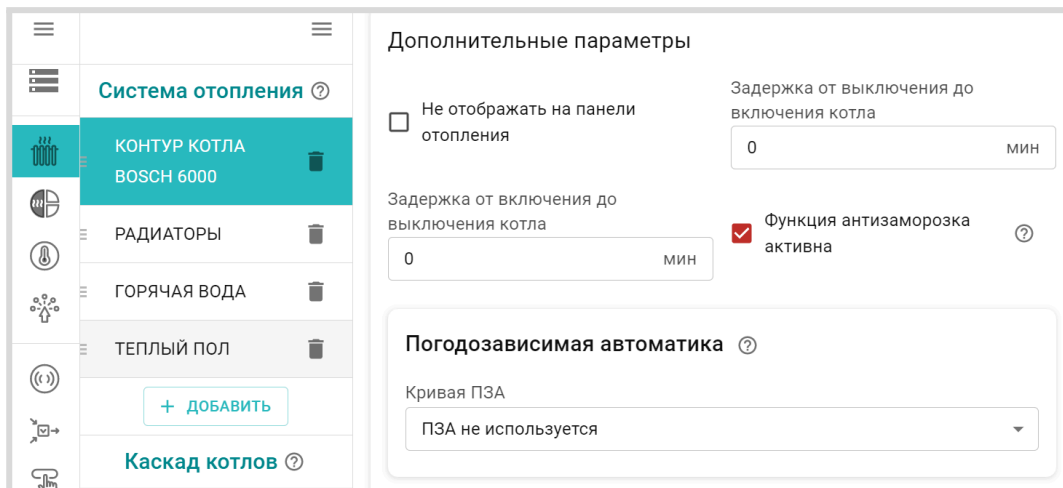 Система отопления
КОНТУР КОТЛА
BOSCH 6000
РАДИАТОРЫ
ГОРЯЧАЯ ВОДА
ТЕПЛЫЙ ПОЛ
+ ДОБАВИТЬ
Каскад котлов
Дополнительные параметры
Не отображать на панели
отопления
Задержка от выключения до
включения котла
0 мин
Задержка от включения до
выключения котла
0 мин
Функция антизаморозка
активна
Погодозависимая автоматика
Кривая ПЗА
ПЗА не используется